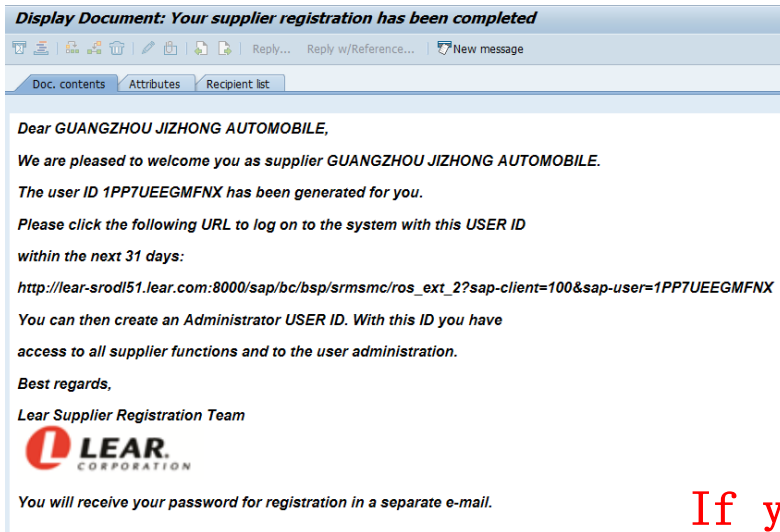 Display Document: Your supplier registration has been completed
Reply... Reply w/Reference... New message
Doc. contents Attributes Recipient list
Dear GUANGZHOU JIZHONG AUTOMOBILE,
We are pleased to welcome you as supplier GUANGZHOU JIZHONG AUTOMOBILE.
The user ID 1PP7UEEGMFNX has been generated for you.
Please click the following URL to log on to the system with this USER ID
within the next 31 days:
http://lear-srodl51.lear.com:8000/sap/bc/bsp/srmsmc/ros_ext_2?sap-client=100&sap-user=1PP7UEEGMFNX
You can then create an Administrator USER ID. With this ID you have
access to all supplier functions and to the user administration.
Best regards,
Lear Supplier Registration Team
LEAR.
CORPORATION
You will receive your password for registration in a separate e-mail.
If y